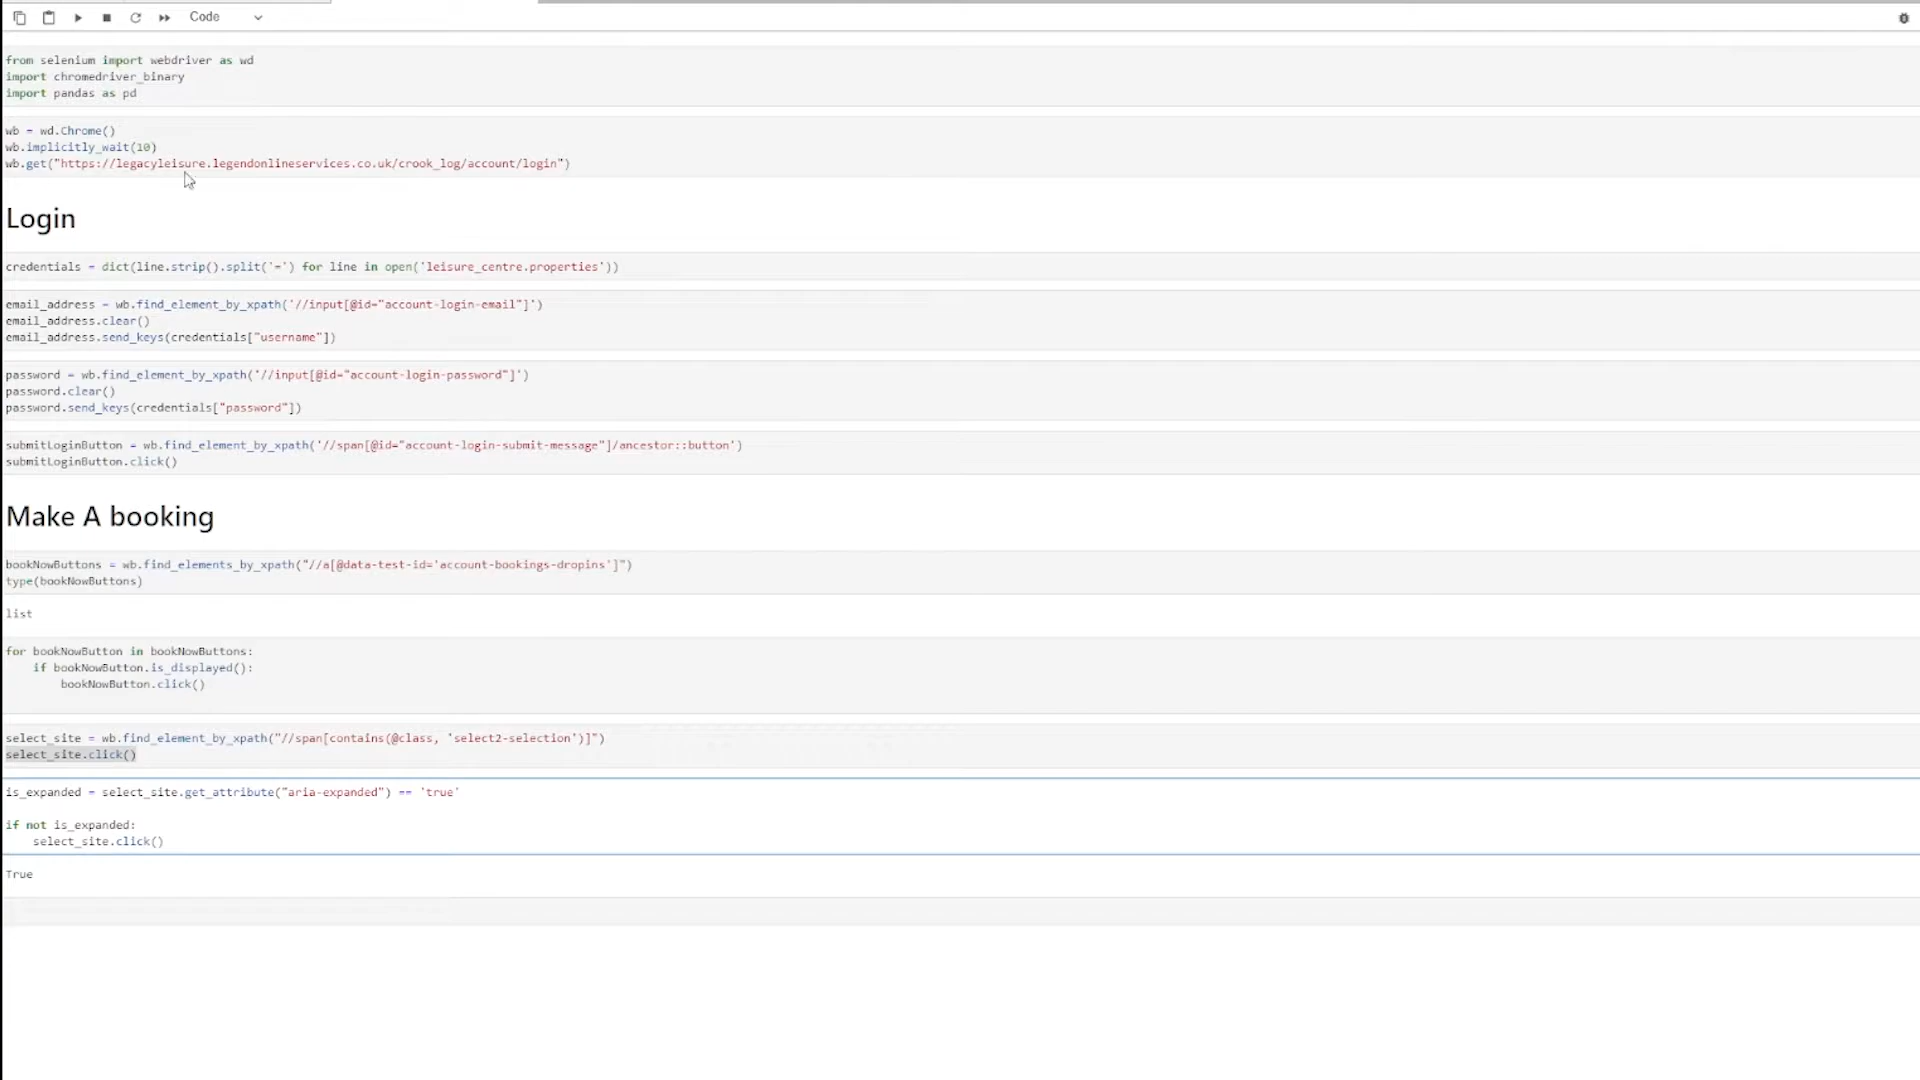 Code
from selenium import webdriver as wd
import chromedriver_binary
import pandas as pd
wb = wd.Chrome()
wb.implicitly_wait(10)
wb.get("https://legacyleisure.legendonlineservices.co.uk/crook_log/account/login")
Login
credentials = dict(line.strip().split('=') for line in open('leisure_centre.properties'))
email_address = wb.find_element_by_xpath('//input[@id="account-login-email"]')
email_address.clear()
email_address.send_keys(credentials["username"])
password = wb.find_element_by_xpath('//input[@id="account-login-password"]')
password.clear()
password.send_keys(credentials["password"])
submitLoginButton = wb.find_element_by_xpath('//span[@id="account-login-submit-message"]/ancestor::button')
submitLoginButton.click()
Make A booking
bookNowButtons = wb.find_elements_by_xpath("//a[@data-test-id='account-bookings-dropins']")
type(bookNowButtons)
list
for bookNowButton in bookNowButtons:
    if bookNowButton.is_displayed():
        bookNowButton.click()
select_site = wb.find_element_by_xpath("//span[contains(@class, 'select2-selection')]")
select_site.click()
is_expanded = select_site.get_attribute("aria-expanded") == 'true'
if not is_expanded:
    select_site.click()
True